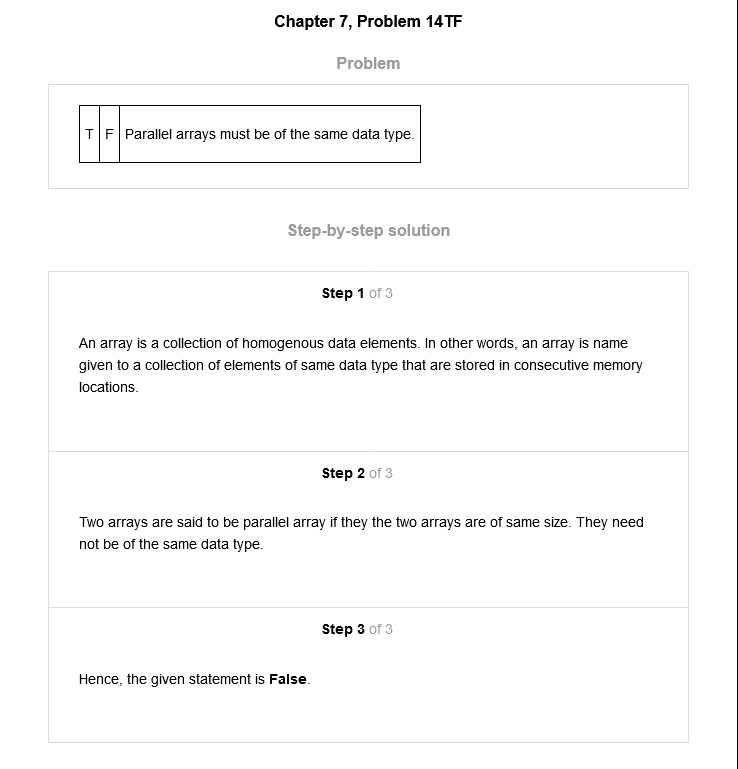 Chapter 7, Problem 14TF
Problem
T F Parallel arrays must be of the same data type.
Step-by-step solution
Step 1 of 3
An array is a collection of homogenous data elements. In other words, an array is name
given to a collection of elements of same data type that are stored in consecutive memory
locations.
Step 2 of 3
Two arrays are said to be parallel array if they the two arrays are of same size. They need
not be of the same data type.
Step 3 of 3
Hence, the given statement is False.